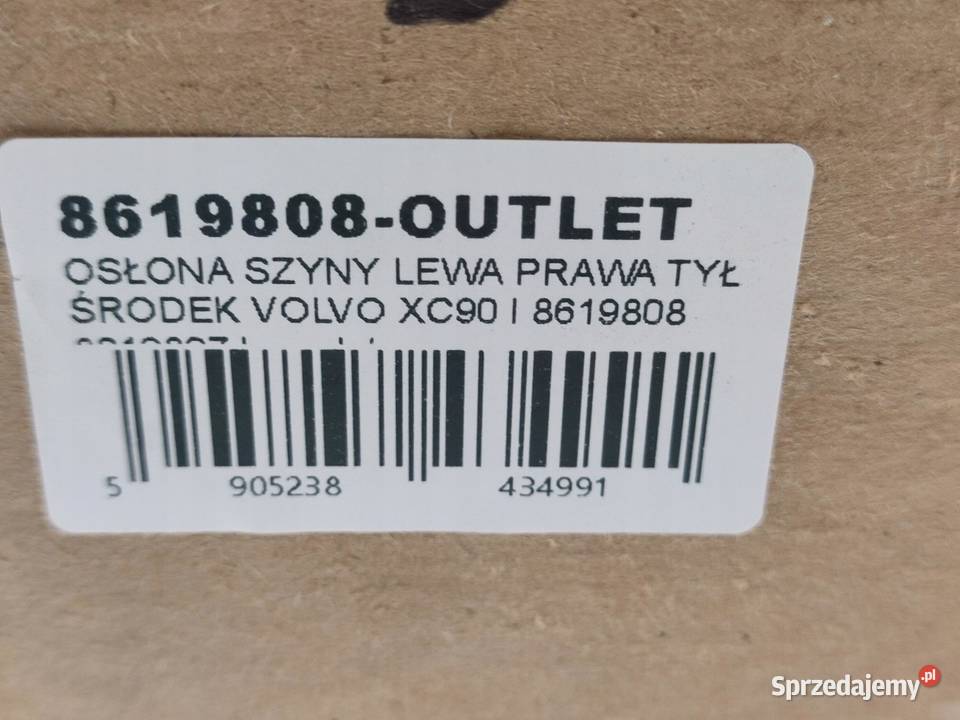 8619808-OUTLET
OSŁONA SZYNY LEWA PRAWA TYŁ
ŚRODEK VOLVO XC90 I 8619808
5 905238 434991
Sprzedajemy.pl